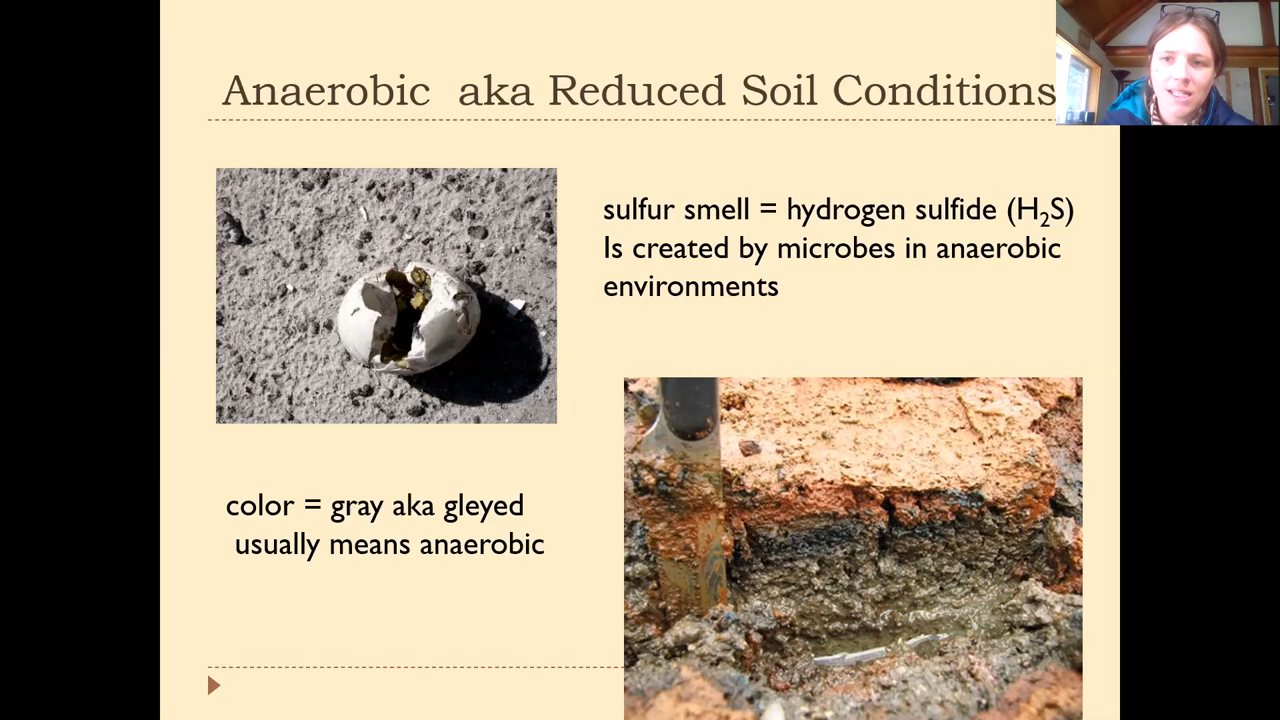 Anaerobic  aka Reduced Soil Conditions
sulfur smell = hydrogen sulfide (H₂S)
Is created by microbes in anaerobic
environments
color = gray aka gleyed
usually means anaerobic